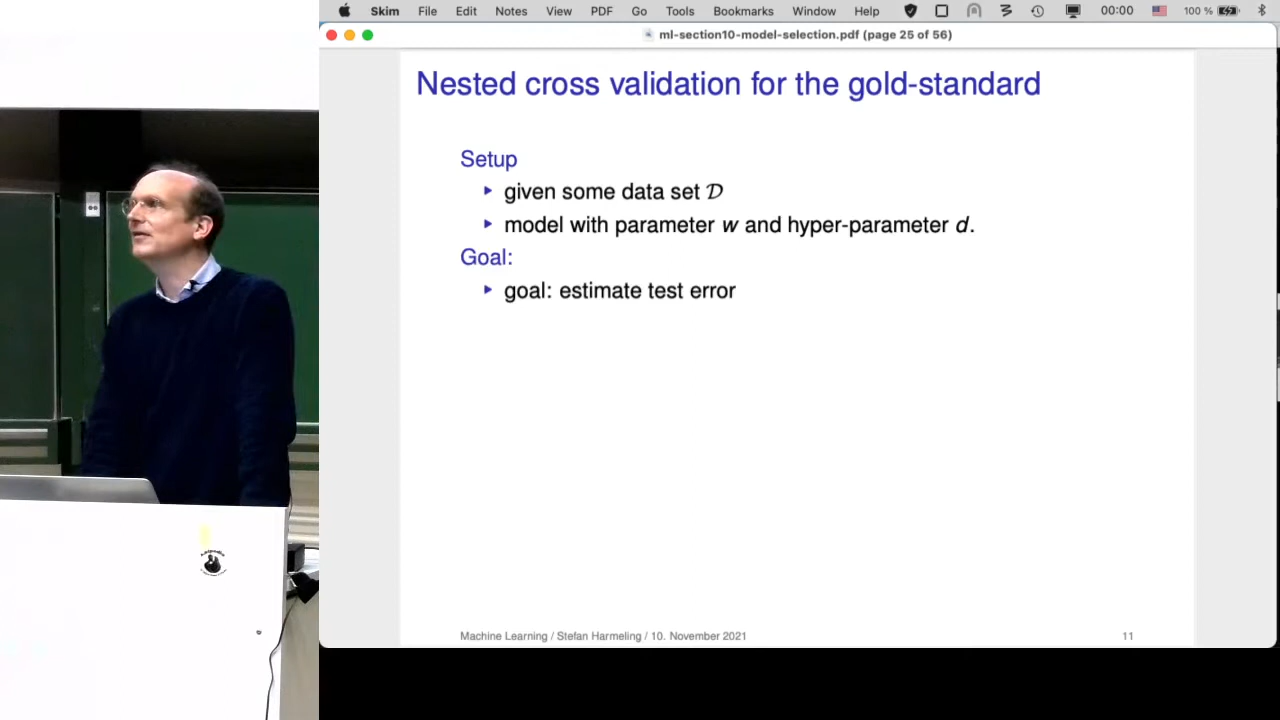 Skim File Edit Notes View PDF Go Tools Bookmarks Window Help 00:00 100 %
ml-section10-model-selection.pdf (page 25 of 56)
Nested cross validation for the gold-standard
Setup
given some data set 𝒟
model with parameter w and hyper-parameter d.
Goal:
goal: estimate test error
Machine Learning / Stefan Harmeling / 10. November 2021 11